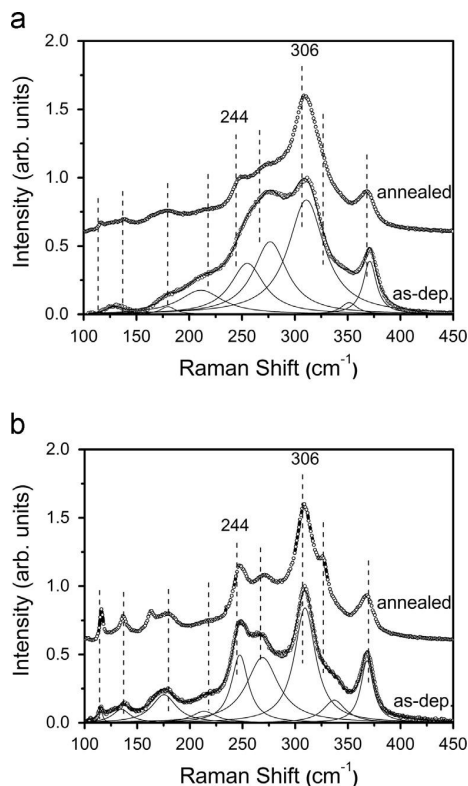 a
2.0
306
244
1.5
1.0
0.5
0.0
annealed
as-dep.
Intensity (arb. units)
100 150 200 250 300 350 400 450
Raman Shift (cm⁻¹)
b
2.0
306
244
1.5
1.0
0.5
0.0
annealed
as-dep.
Intensity (arb. units)
100 150 200 250 300 350 400 450
Raman Shift (cm⁻¹)